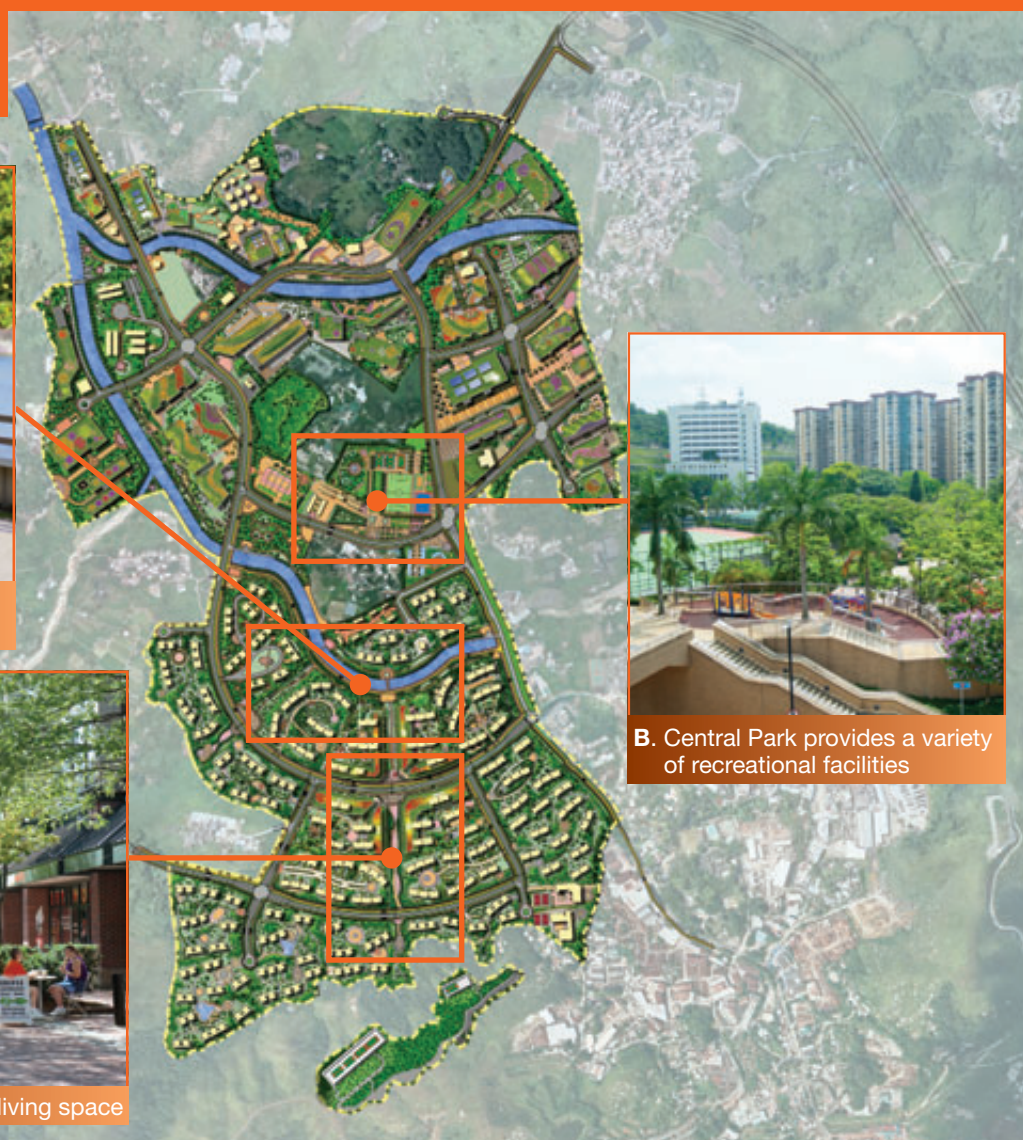 B. Central Park provides a variety
of recreational facilities
living space